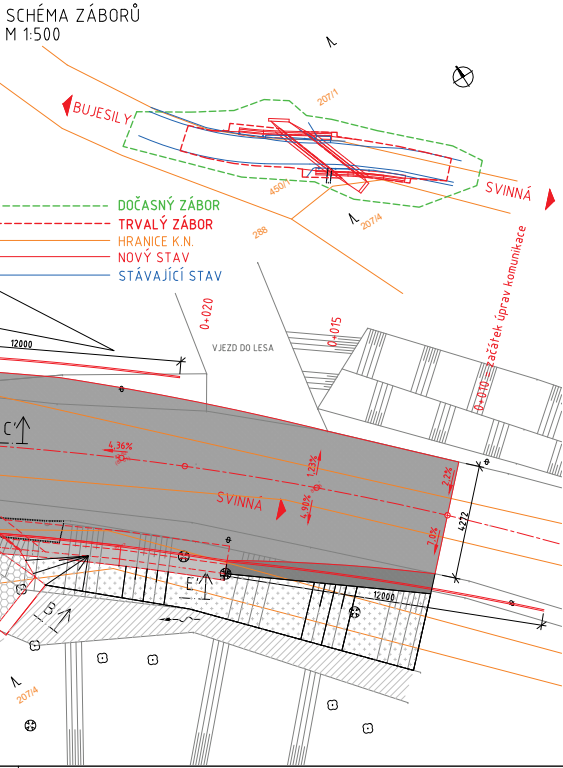 SCHÉMA ZÁBORŮ
M 1:500
207/1
BUJESILY
450/1
SVINNÁ
207/4
288
DOČASNÝ ZÁBOR
TRVALÝ ZÁBOR
HRANICE K.N.
NOVÝ STAV
STÁVAJÍCÍ STAV
0+020
0+015
0+010 = začátek úprav komunikace
VJEZD DO LESA
12000
C'
4,36%
1,23%
4,90%
2,2%
7,0%
4272
SVINNÁ
E'
12000
B
207/4